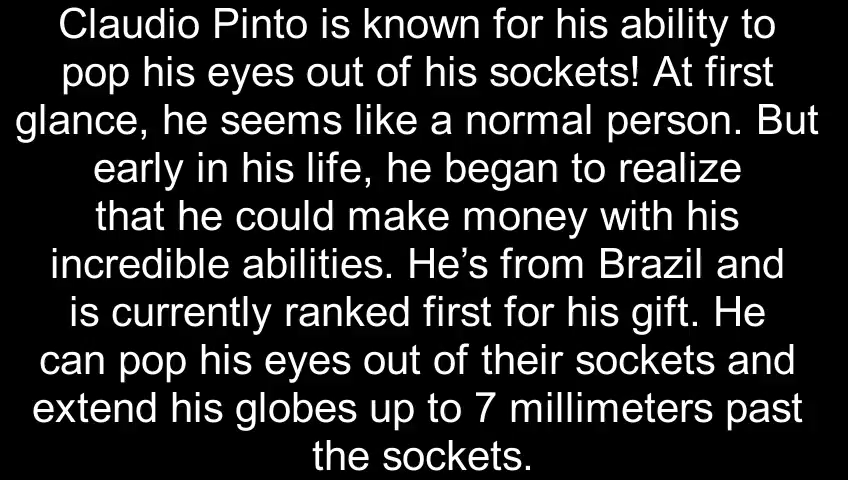 Claudio Pinto is known for his ability to
pop his eyes out of his sockets! At first
glance, he seems like a normal person. But
early in his life, he began to realize
that he could make money with his
incredible abilities. He’s from Brazil and
is currently ranked first for his gift. He
can pop his eyes out of their sockets and
extend his globes up to 7 millimeters past
the sockets.